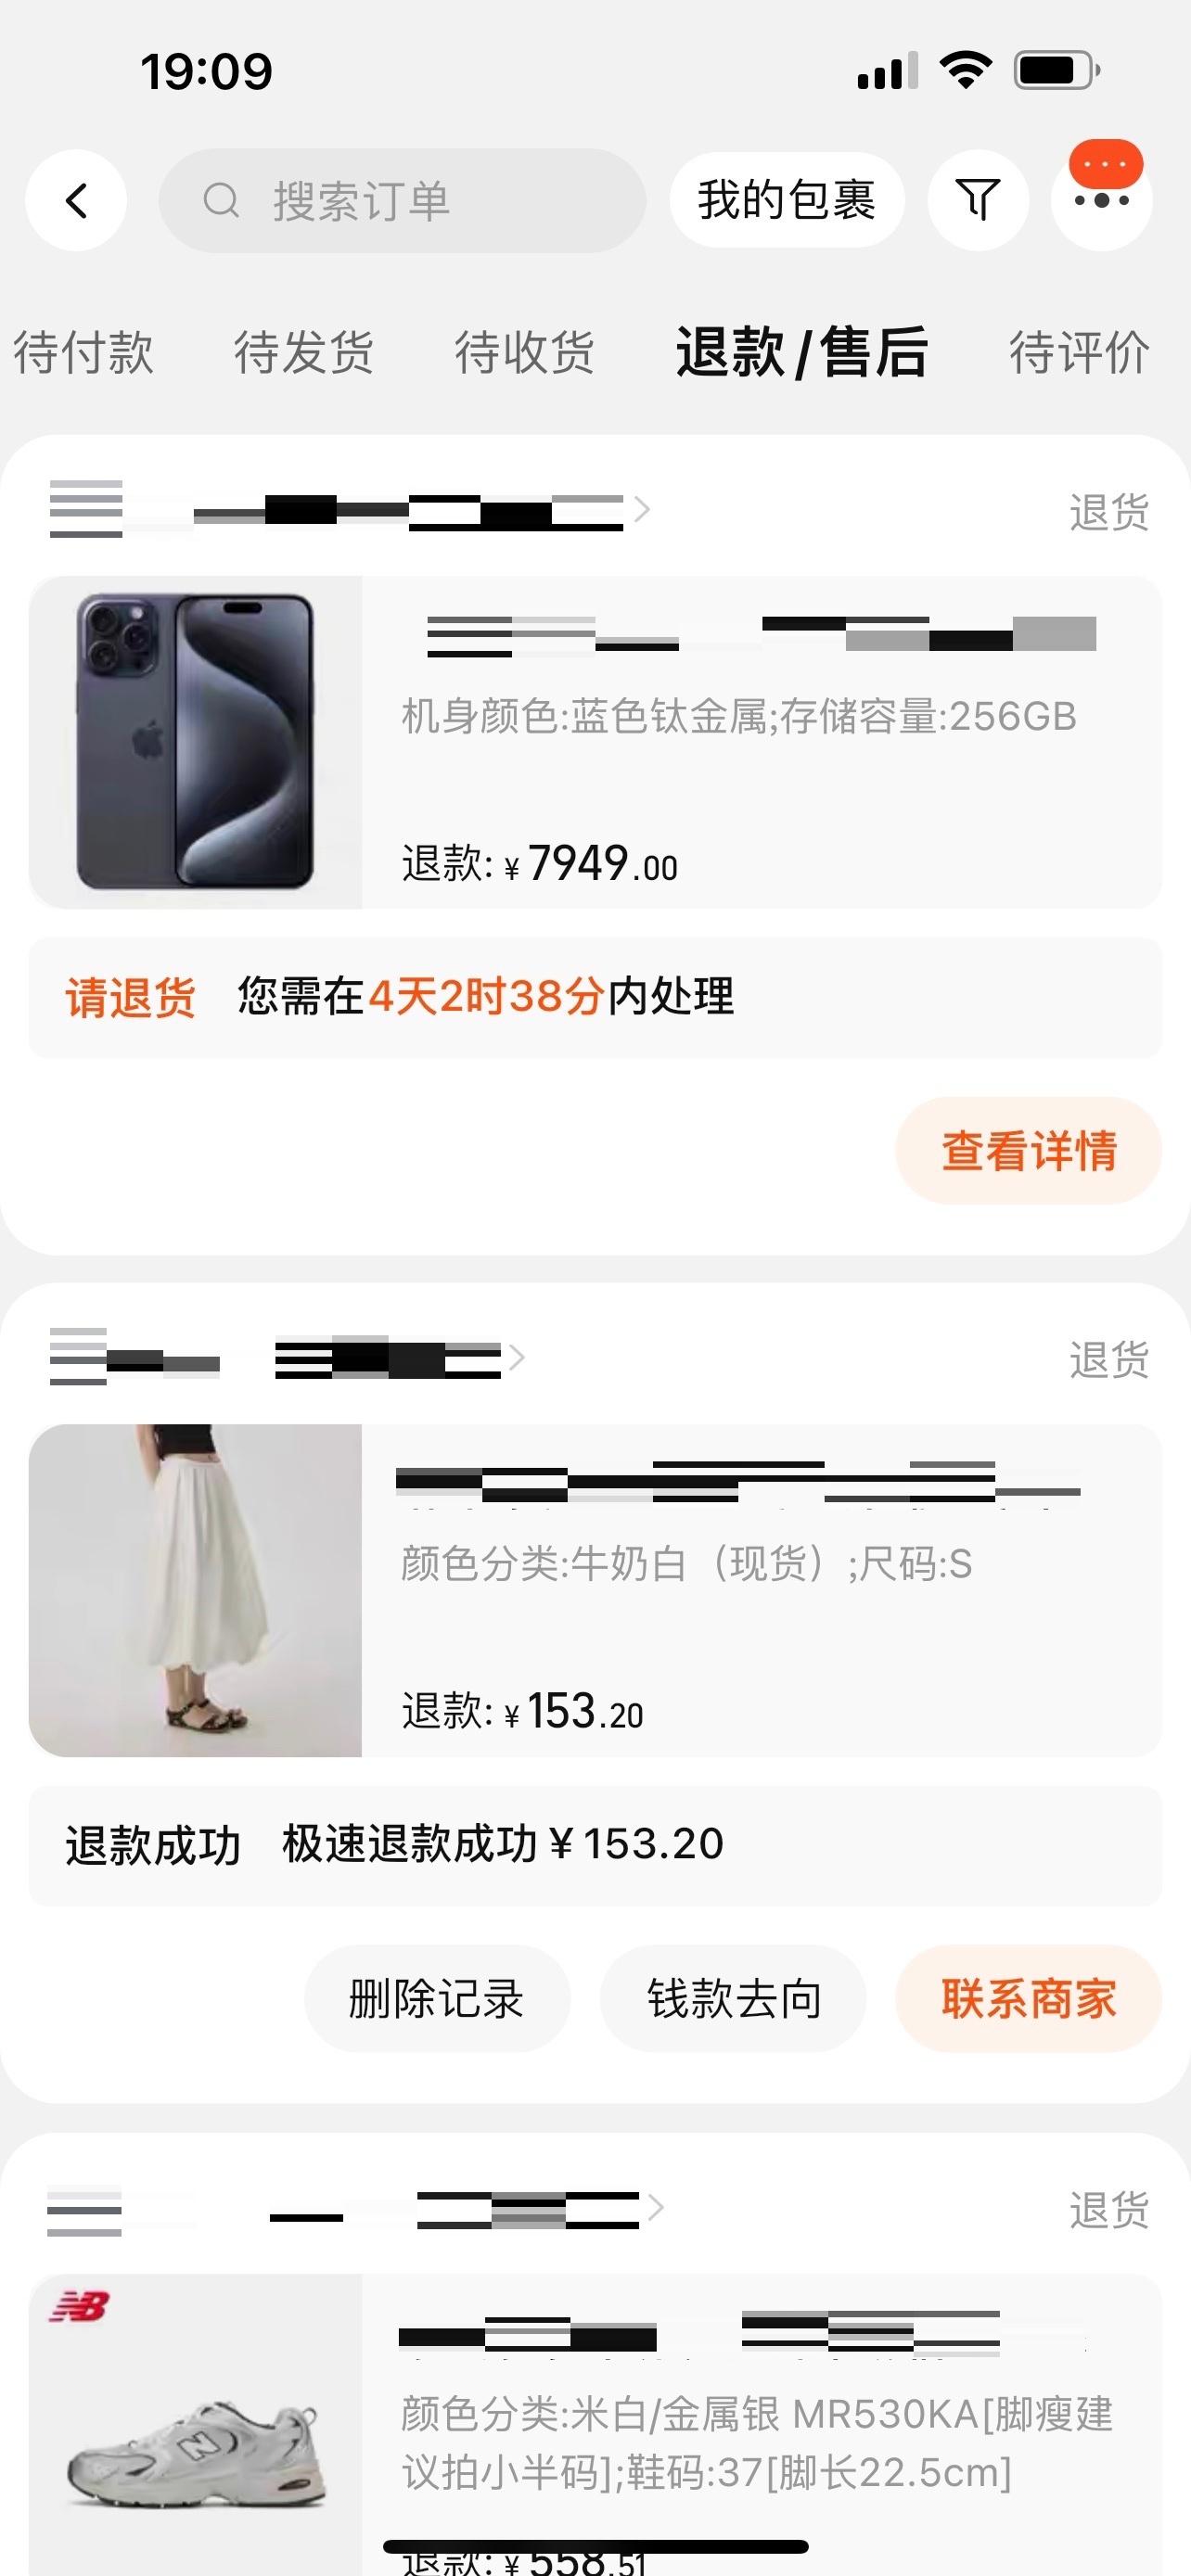 19:09
搜索订单
我的包裹
待付款 待发货 待收货 退款/售后 待评价
退货
机身颜色:蓝色钛金属;存储容量:256GB
退款: ¥7949.00
请退货 您需在4天2时38分内处理
查看详情
退货
颜色分类:牛奶白（现货）;尺码:S
退款: ¥153.20
退款成功 极速退款成功¥153.20
删除记录 钱款去向 联系商家
退货
NB
颜色分类:米白/金属银 MR530KA[脚瘦建
议拍小半码];鞋码:37[脚长22.5cm]
N
退款: ¥558.51